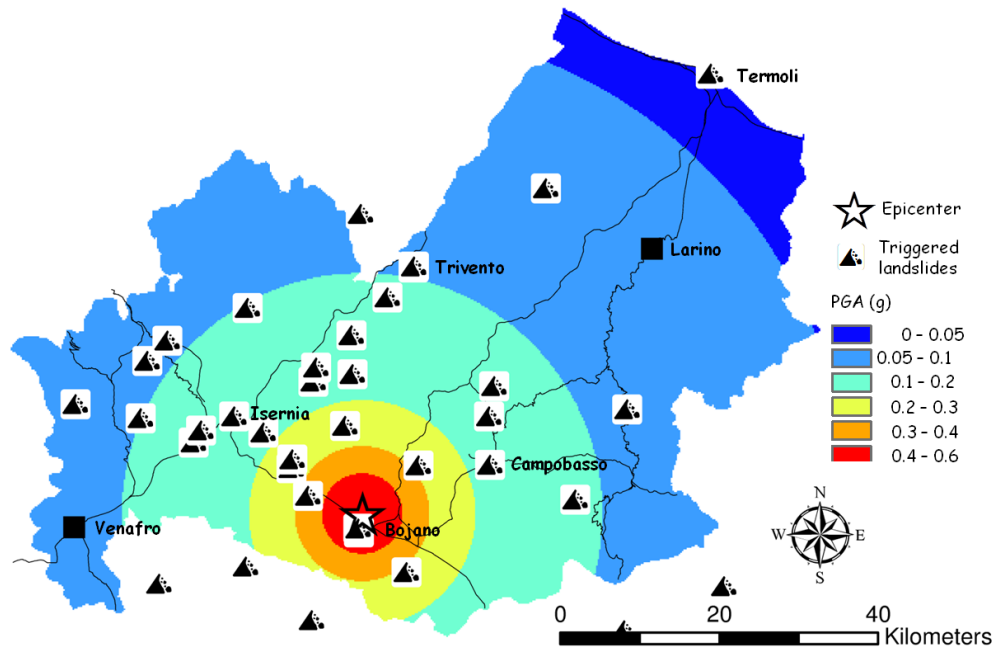 Termoli
Epicenter
Larino
Triggered
landslides
Trivento
PGA (g)
0 - 0.05
0.05 - 0.1
0.1 - 0.2
0.2 - 0.3
0.3 - 0.4
0.4 - 0.6
Isernia
Campobasso
Venafro
Bojano
N
W
E
S
0
20
40
Kilometers